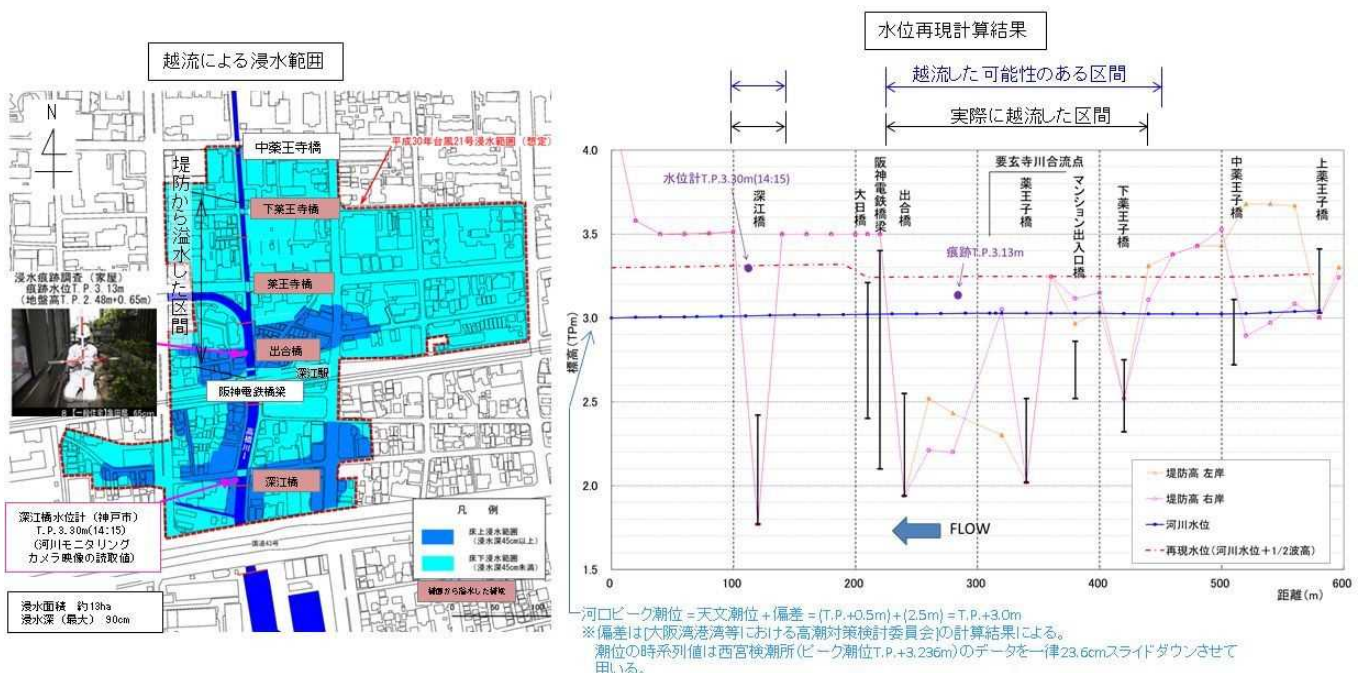 越流による浸水範囲
N
中薬王寺橋
平成30年台風21号浸水範囲（想定）
堤防から溢水した区間
下薬王寺橋
浸水痕跡調査（家屋）
痕跡水位T.P.3.13m
(地盤高T.P.2.48m+0.65m)
薬王寺橋
出合橋
深江駅
阪神電鉄橋梁
高橋川
深江橋
深江橋水位計（神戸市）
T.P.3.30m(14:15)
(河川モニタリング
カメラ映像の読取値)
国道43号
凡　例
床上浸水範囲
(浸水深45cm以上)
床下浸水範囲
(浸水深45cm未満)
0 50 100
浸水面積　約13ha
浸水深（最大）　90cm
水位再現計算結果
越流した可能性のある区間
実際に越流した区間
水位計T.P.3.30m(14:15)
深江橋
大日橋
阪神電鉄橋梁
出合橋
要玄寺川合流点
薬王子橋
マンション出入口橋
下薬王子橋
中薬王子橋
上薬王子橋
痕跡T.P.3.13m
標高(TPm)
4.0
3.5
3.0
2.5
2.0
1.5
FLOW
堤防高 左岸
堤防高 右岸
河川水位
再現水位(河川水位＋1/2波高)
0 100 200 300 400 500 600
距離(m)
河口ピーク潮位＝天文潮位＋偏差＝(T.P.+0.5m)＋(2.5m)＝T.P.+3.0m
※偏差は[大阪湾港湾等における高潮対策検討委員会]の計算結果による。
潮位の時系列値は西宮検潮所(ピーク潮位T.P.+3.236m)のデータを一律23.6cmスライドダウンさせて
用いる。